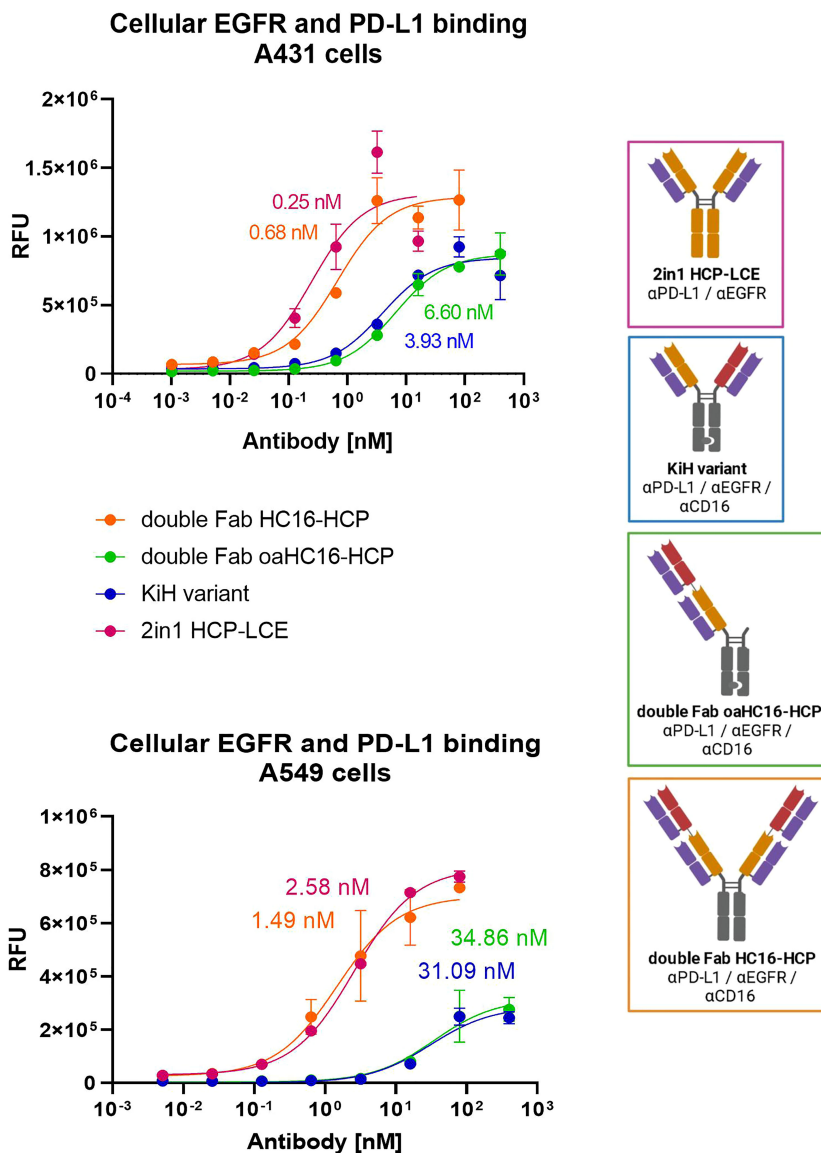 Cellular EGFR and PD-L1 binding
A431 cells
2×10⁶
1.5×10⁶
1×10⁶
5×10⁵
0
RFU
0.25 nM
0.68 nM
6.60 nM
3.93 nM
10⁻⁴ 10⁻³ 10⁻² 10⁻¹ 10⁰ 10¹ 10² 10³
Antibody [nM]
double Fab HC16-HCP
double Fab oaHC16-HCP
KiH variant
2in1 HCP-LCE
Cellular EGFR and PD-L1 binding
A549 cells
1×10⁶
8×10⁵
6×10⁵
4×10⁵
2×10⁵
0
RFU
2.58 nM
1.49 nM
34.86 nM
31.09 nM
10⁻³ 10⁻² 10⁻¹ 10⁰ 10¹ 10² 10³
Antibody [nM]
2in1 HCP-LCE
αPD-L1 / αEGFR
KiH variant
αPD-L1 / αEGFR /
αCD16
double Fab oaHC16-HCP
αPD-L1 / αEGFR /
αCD16
double Fab HC16-HCP
αPD-L1 / αEGFR /
αCD16